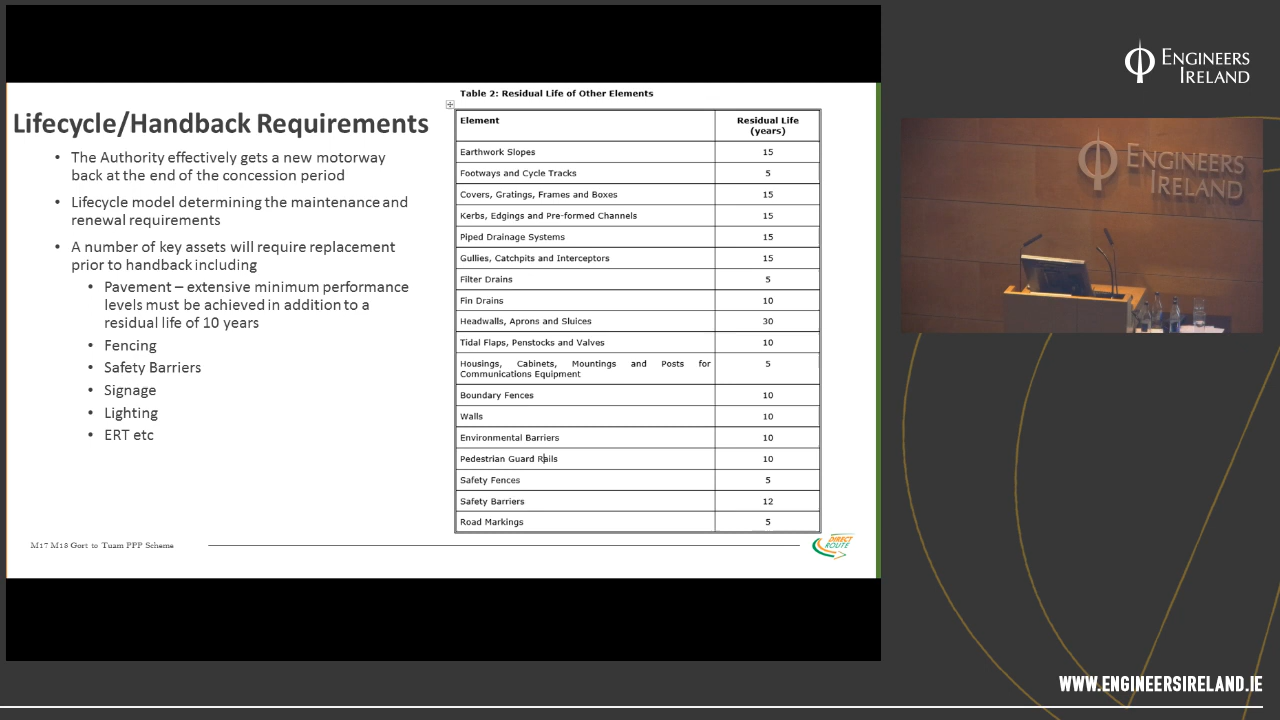 Lifecycle/Handback Requirements
• The Authority effectively gets a new motorway
back at the end of the concession period
• Lifecycle model determining the maintenance and
renewal requirements
• A number of key assets will require replacement
prior to handback including
• Pavement – extensive minimum performance
levels must be achieved in addition to a
residual life of 10 years
• Fencing
• Safety Barriers
• Signage
• Lighting
• ERT etc
Table 2: Residual Life of Other Elements
Element Residual Life
(years)
Earthwork Slopes 15
Footways and Cycle Tracks 5
Covers, Gratings, Frames and Boxes 15
Kerbs, Edgings and Pre-formed Channels 15
Piped Drainage Systems 15
Gullies, Catchpits and Interceptors 15
Filter Drains 5
Fin Drains 10
Headwalls, Aprons and Sluices 30
Tidal Flaps, Penstocks and Valves 10
Housings, Cabinets, Mountings and Posts for 5
Communications Equipment
Boundary Fences 10
Walls 10
Environmental Barriers 10
Pedestrian Guard Rails 10
Safety Fences 5
Safety Barriers 12
Road Markings 5
M17 M18 Gort to Tuam PPP Scheme
DIRECT
ROUTE
ENGINEERS
IRELAND
ENGINEERS
IRELAND
WWW.ENGINEERSIRELAND.IE